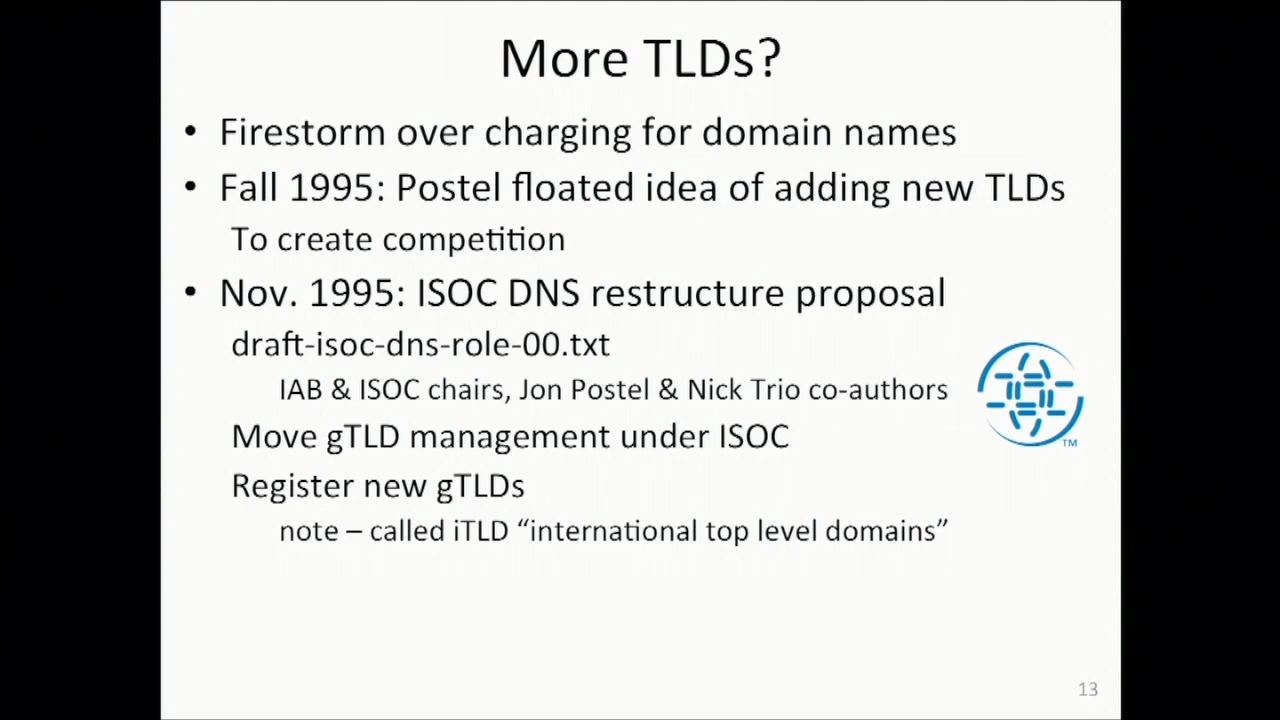 More TLDs?
• Firestorm over charging for domain names
• Fall 1995: Postel floated idea of adding new TLDs
To create competition
• Nov. 1995: ISOC DNS restructure proposal
draft-isoc-dns-role-00.txt
IAB & ISOC chairs, Jon Postel & Nick Trio co-authors
TM
Move gTLD management under ISOC
Register new gTLDs
note – called iTLD “international top level domains”
13